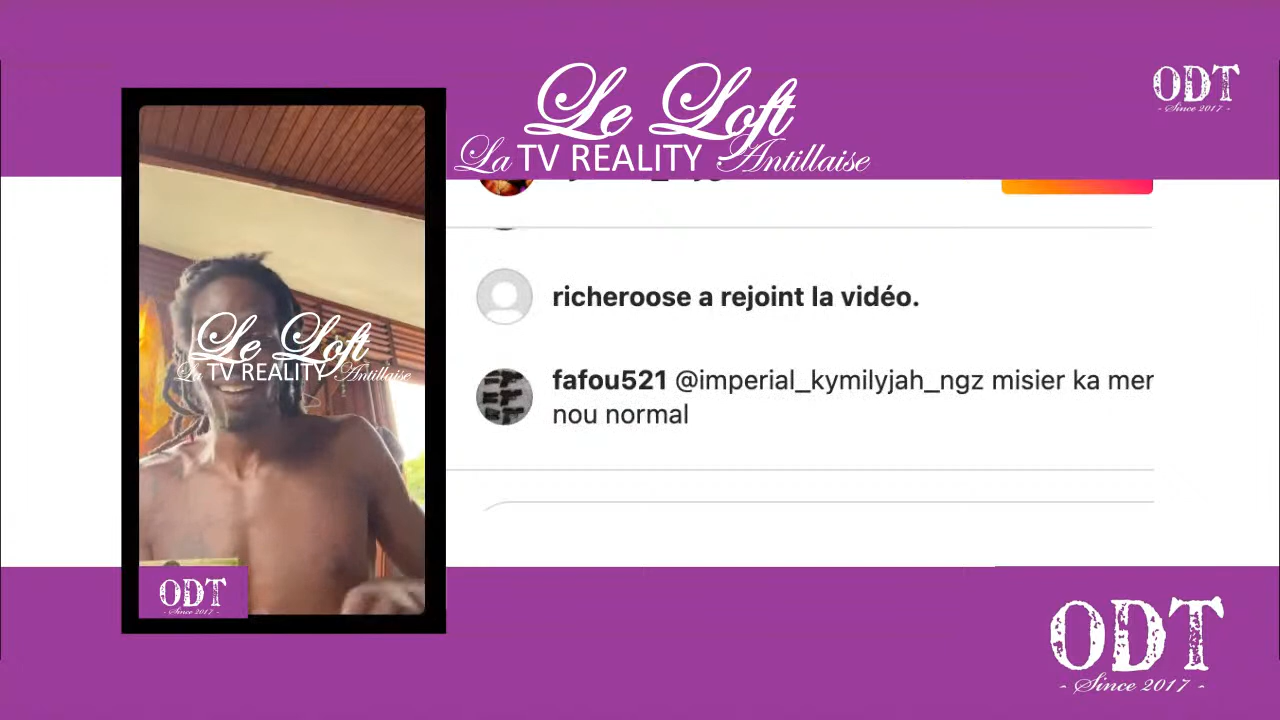 Le Loft
La TV REALITY Antillaise
ODT
- Since 2017 -
richeroose a rejoint la vidéo.
fafou521 @imperial_kymilyjah_ngz misier ka mer
nou normal
Le Loft
La TV REALITY Antillaise
ODT
- Since 2017 -
ODT
- Since 2017 -